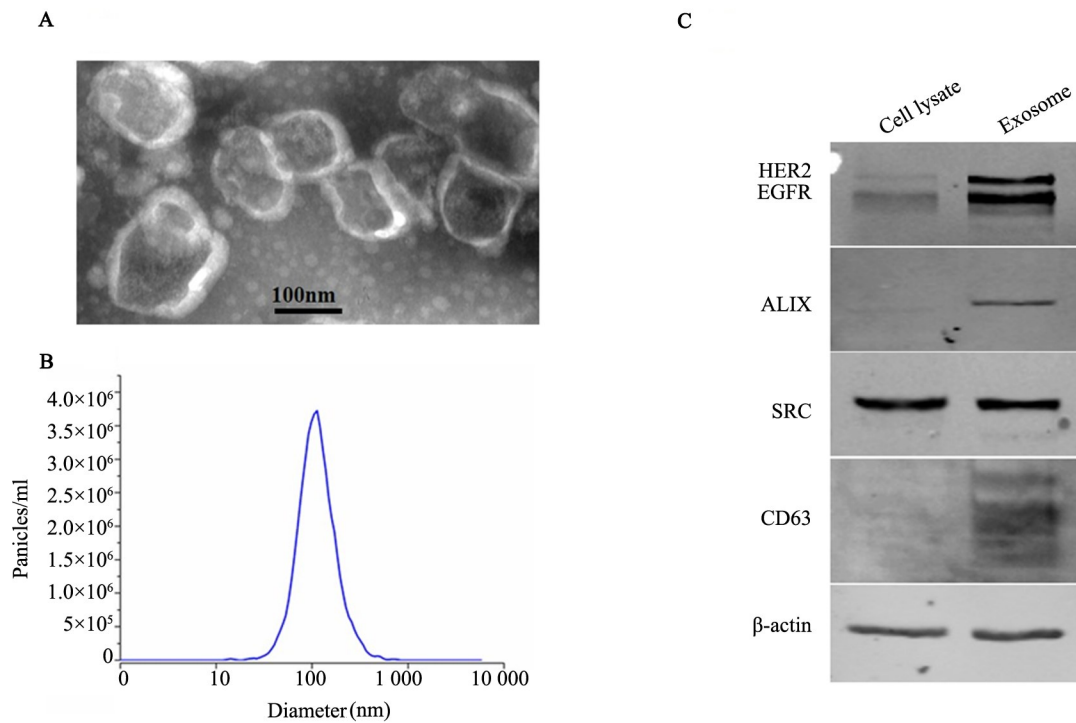 A
100nm
B
4.0×10⁶
3.5×10⁶
3.0×10⁶
2.5×10⁶
2.0×10⁶
1.5×10⁶
1.0×10⁶
5×10⁵
0
Panicles/ml
0 10 100 1 000 10 000
Diameter (nm)
C
Cell lysate
Exosome
HER2
EGFR
ALIX
SRC
CD63
β-actin